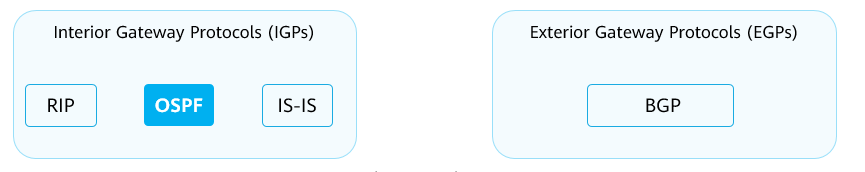 Interior Gateway Protocols (IGPs)
RIP
OSPF
IS-IS
Exterior Gateway Protocols (EGPs)
BGP